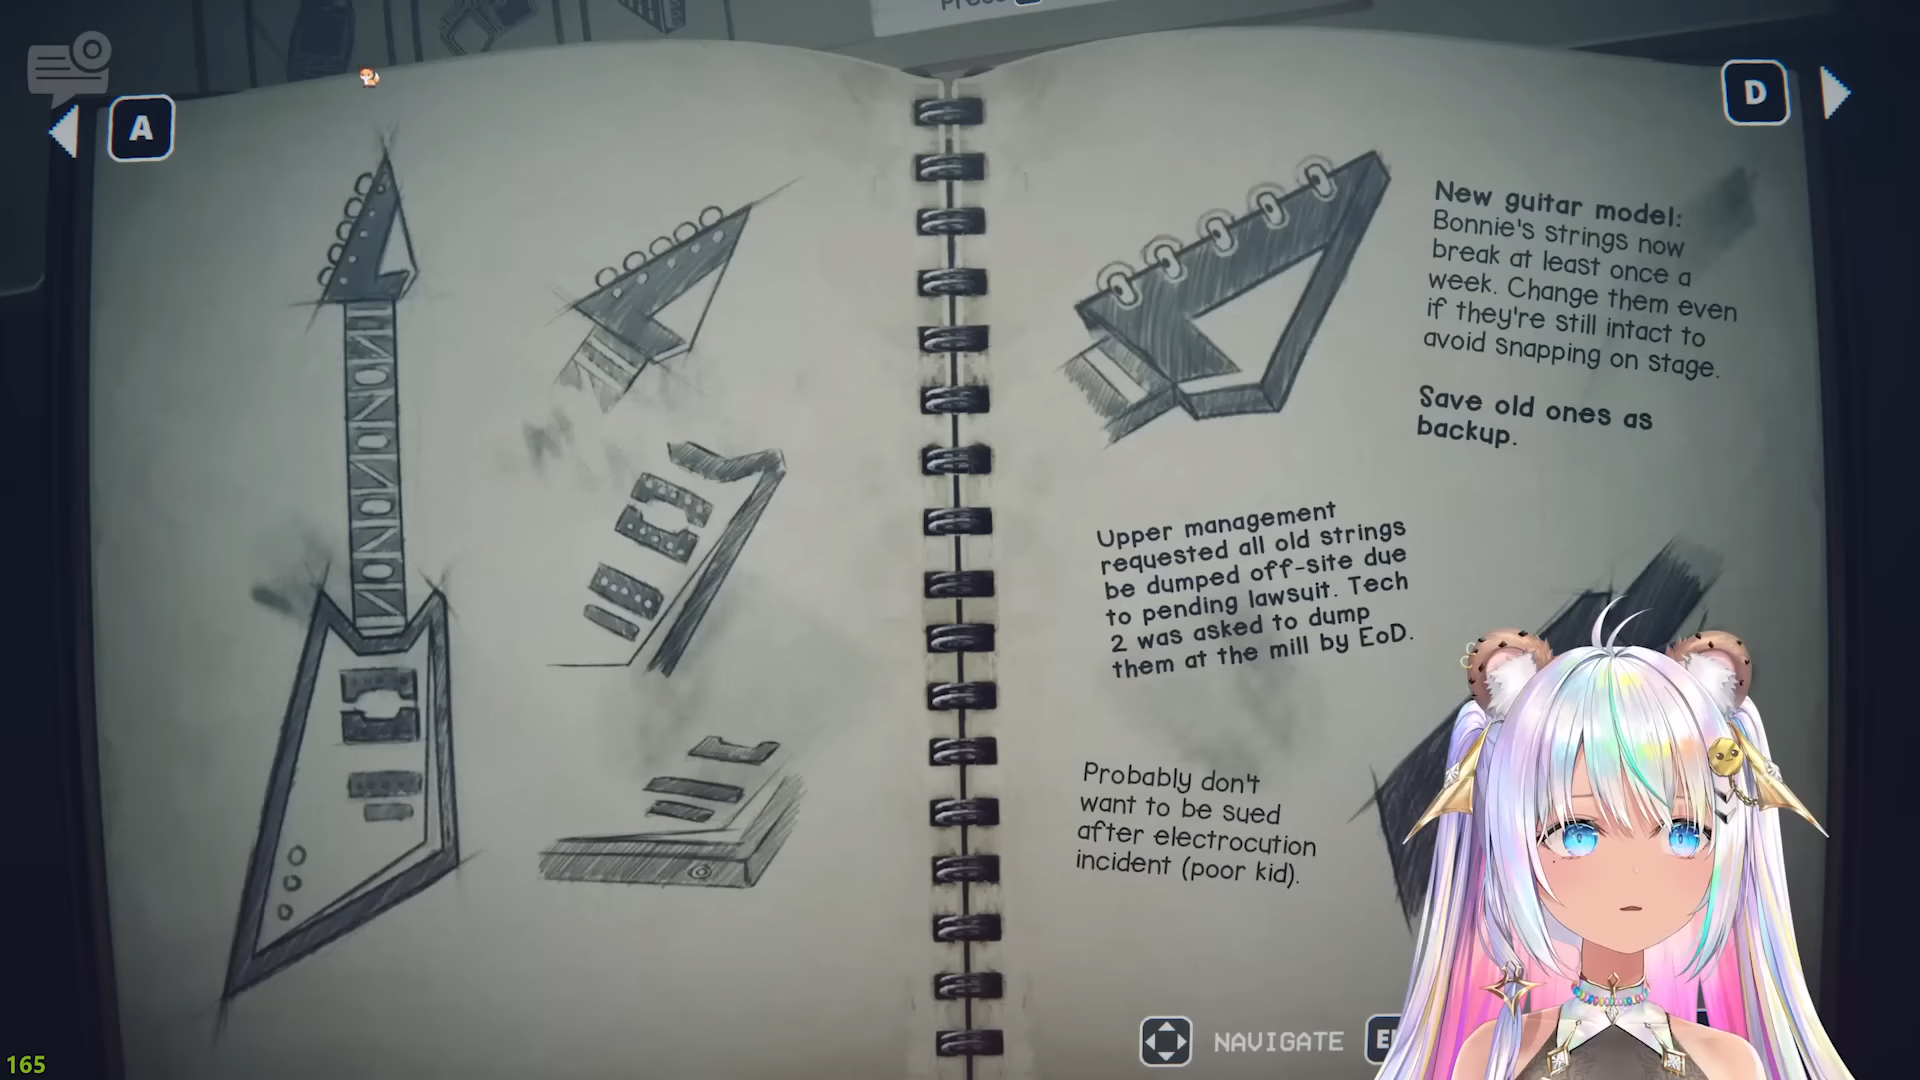 A
D
New guitar model:
Bonnie's strings now
break at least once a
week. Change them even
if they're still intact to
avoid snapping on stage.
Save old ones as
backup.
Upper management
requested all old strings
be dumped off-site due
to pending lawsuit. Tech
2 was asked to dump
them at the mill by EoD.
Probably don't
want to be sued
after electrocution
incident (poor kid).
NAVIGATE
165